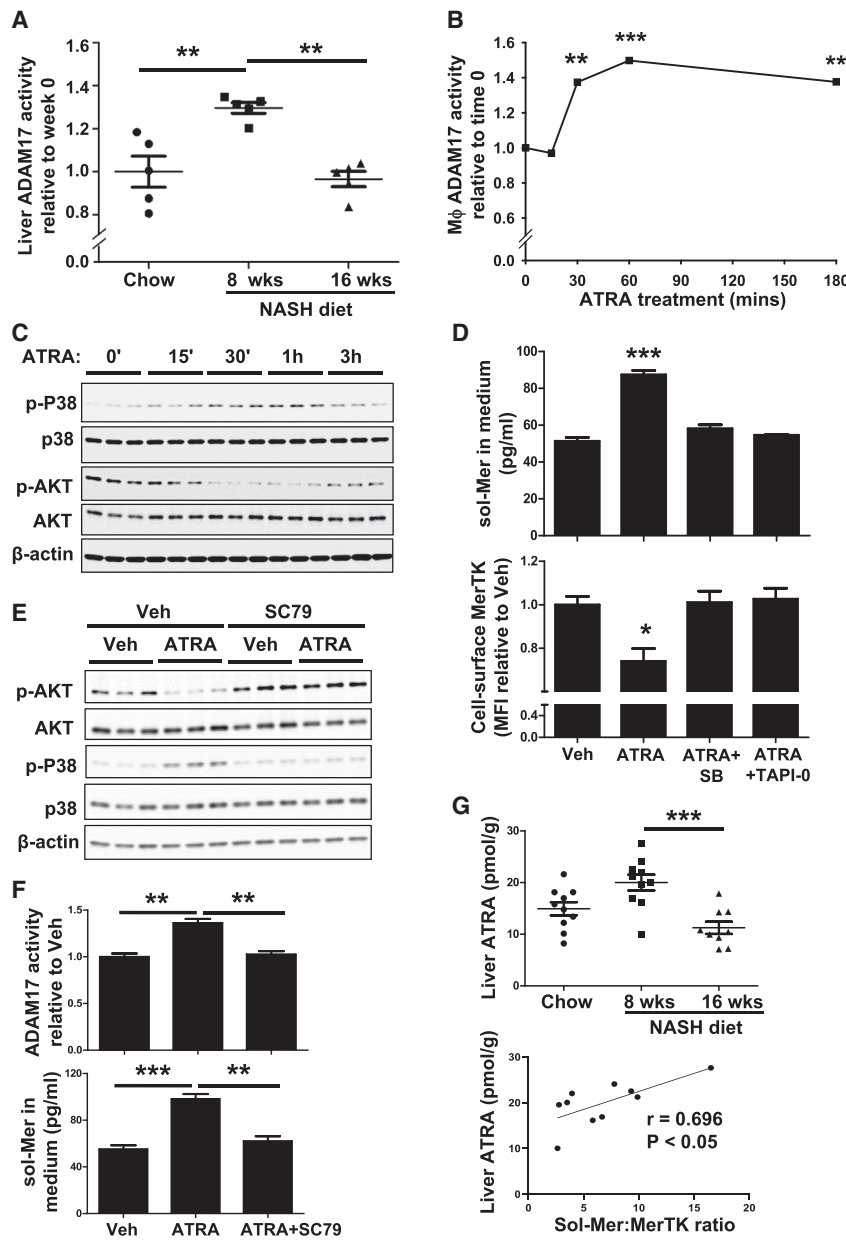 A
Liver ADAM17 activity
relative to week 0
1.6
1.4
1.2
1.0
0.8
0.0
**
**
Chow
8 wks
16 wks
NASH diet
B
Mφ ADAM17 activity
relative to time 0
1.6
1.4
1.2
1.0
0.8
0.6
0.0
**
***
**
0
30
60
90
120
150
180
ATRA treatment (mins)
C
ATRA:
0'
15'
30'
1h
3h
p-P38
p38
p-AKT
AKT
β-actin
D
sol-Mer in medium
(pg/ml)
100
80
60
40
20
0
***
Cell-surface MerTK
(MFI relative to Veh)
1.2
1.0
0.8
0.4
0.0
*
Veh
ATRA
ATRA+
SB
ATRA
+TAPI-0
E
Veh
SC79
Veh
ATRA
Veh
ATRA
p-AKT
AKT
p-P38
p38
β-actin
F
ADAM17 activity
relative to Veh
1.5
1.0
0.5
0.0
**
**
sol-Mer in
medium (pg/ml)
120
80
40
0
***
**
Veh
ATRA
ATRA+SC79
G
Liver ATRA (pmol/g)
30
20
10
0
***
Chow
8 wks
16 wks
NASH diet
Liver ATRA (pmol/g)
30
20
10
0
r = 0.696
P < 0.05
0
5
10
15
20
Sol-Mer:MerTK ratio